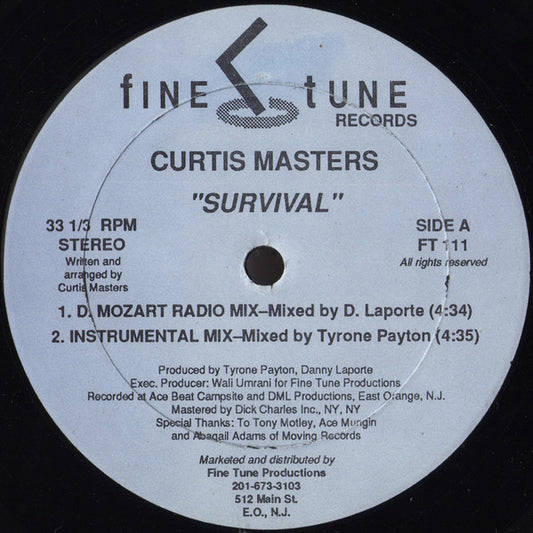 fINE tUNE
RECORDS
CURTIS MASTERS
"SURVIVAL"
33 1/3 RPM
STEREO
Written and
arranged by
Curtis Masters
SIDE A
FT 111
All rights reserved
1. D. MOZART RADIO MIX–Mixed by D. Laporte (4:34)
2. INSTRUMENTAL MIX–Mixed by Tyrone Payton (4:35)
Produced by Tyrone Payton, Danny Laporte
Exec. Producer: Wali Umrani for Fine Tune Productions
Recorded at Ace Beat Campsite and DML Productions, East Orange, N.J.
Mastered by Dick Charles Inc., NY, NY
Special Thanks: To Tony Motley, Ace Mungin
and Abagail Adams of Moving Records
Marketed and distributed by
Fine Tune Productions
201-673-3103
512 Main St.
E.O., N.J.